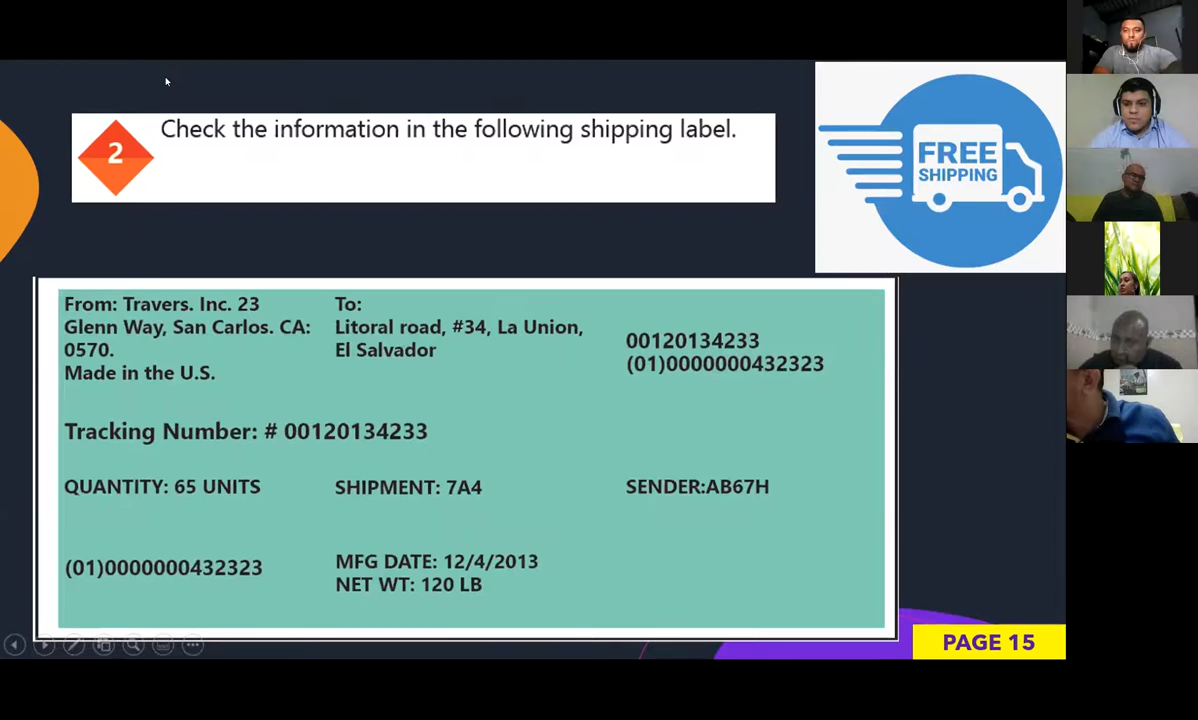 2
Check the information in the following shipping label.
FREE
SHIPPING
From: Travers. Inc. 23
Glenn Way, San Carlos. CA:
0570.
Made in the U.S.
To:
Litoral road, #34, La Union,
El Salvador
00120134233
(01)0000000432323
Tracking Number: # 00120134233
QUANTITY: 65 UNITS
SHIPMENT: 7A4
SENDER:AB67H
(01)0000000432323
MFG DATE: 12/4/2013
NET WT: 120 LB
PAGE 15